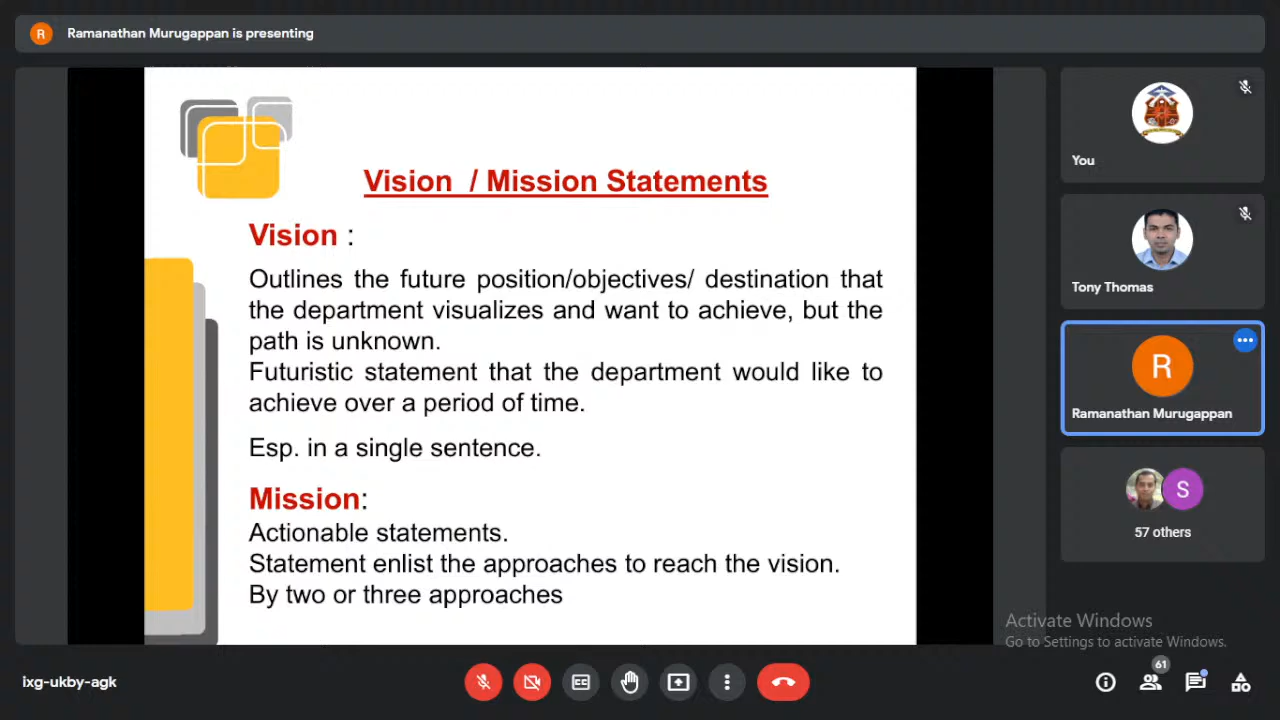 R Ramanathan Murugappan is presenting
Vision / Mission Statements
Vision :
Outlines the future position/objectives/ destination that
the department visualizes and want to achieve, but the
path is unknown.
Futuristic statement that the department would like to
achieve over a period of time.
Esp. in a single sentence.
Mission:
Actionable statements.
Statement enlist the approaches to reach the vision.
By two or three approaches
You
Tony Thomas
R
Ramanathan Murugappan
S
57 others
Activate Windows
Go to Settings to activate Windows.
ixg-ukby-agk
CC
61